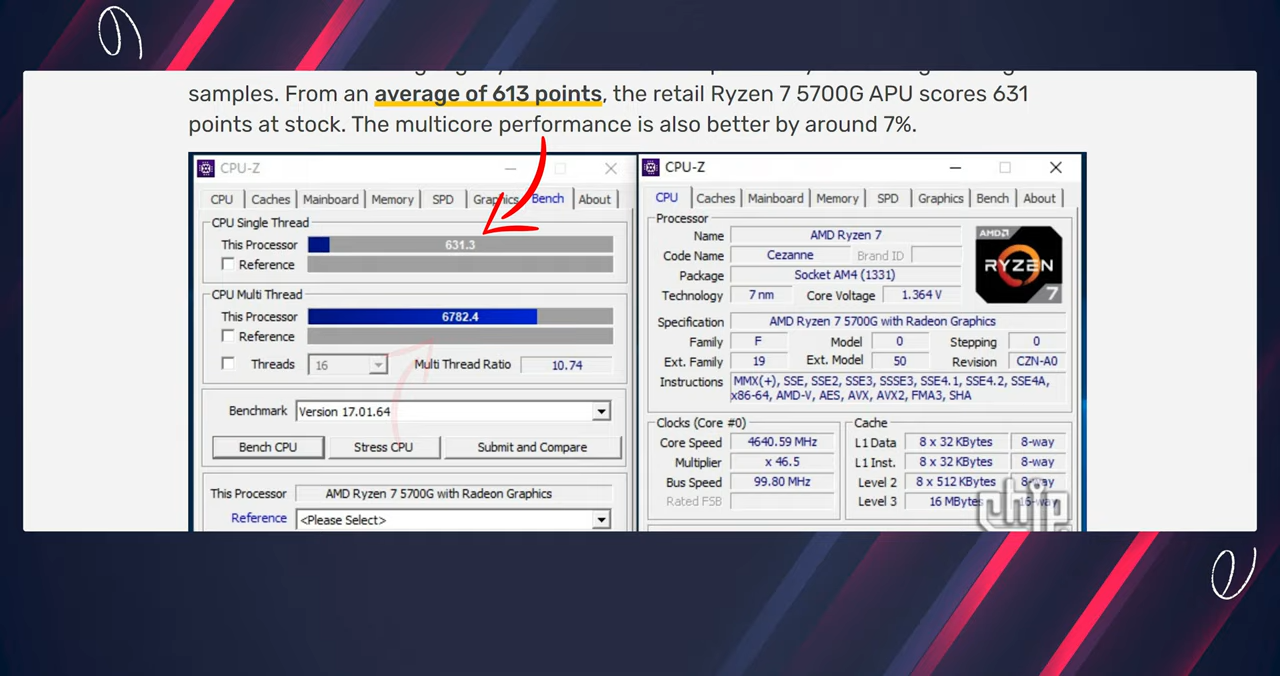 samples. From an average of 613 points, the retail Ryzen 7 5700G APU scores 631
points at stock. The multicore performance is also better by around 7%.
CPU-Z
CPU Caches Mainboard Memory SPD Graphics Bench About
CPU Single Thread
This Processor 631.3
Reference
CPU Multi Thread
This Processor 6782.4
Reference
Threads 16 Multi Thread Ratio 10.74
Benchmark Version 17.01.64
Bench CPU Stress CPU Submit and Compare
This Processor AMD Ryzen 7 5700G with Radeon Graphics
Reference <Please Select>
CPU-Z
CPU Caches Mainboard Memory SPD Graphics Bench About
Processor
Name AMD Ryzen 7
Code Name Cezanne Brand ID
Package Socket AM4 (1331)
Technology 7 nm Core Voltage 1.364 V
AMD
RYZEN
7
Specification AMD Ryzen 7 5700G with Radeon Graphics
Family F Model 0 Stepping 0
Ext. Family 19 Ext. Model 50 Revision CZN-A0
Instructions MMX(+), SSE, SSE2, SSE3, SSSE3, SSE4.1, SSE4.2, SSE4A,
x86-64, AMD-V, AES, AVX, AVX2, FMA3, SHA
Clocks (Core #0)
Core Speed 4640.59 MHz
Multiplier x 46.5
Bus Speed 99.80 MHz
Rated FSB
Cache
L1 Data 8 x 32 KBytes 8-way
L1 Inst. 8 x 32 KBytes 8-way
Level 2 8 x 512 KBytes 8-way
Level 3 16 MBytes 16-way
chip